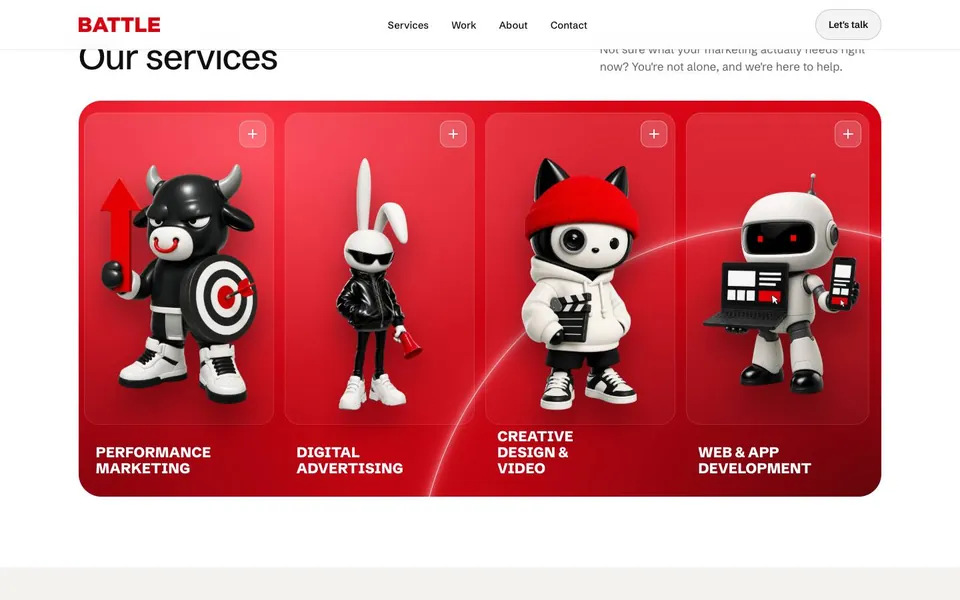 BATTLE
Services
Work
About
Contact
Let's talk
Our services
Not sure what your marketing actually needs right
now? You're not alone, and we're here to help.
PERFORMANCE
MARKETING
DIGITAL
ADVERTISING
CREATIVE
DESIGN &
VIDEO
WEB & APP
DEVELOPMENT